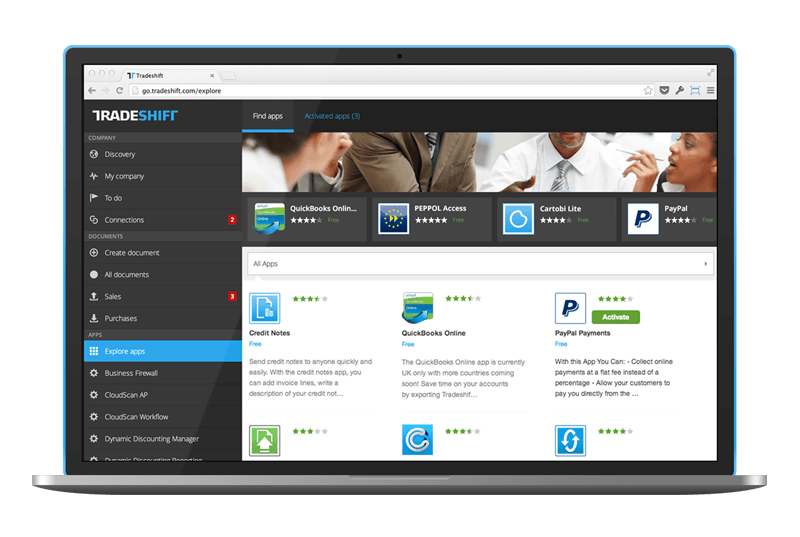 Tradeshift
go.tradeshift.com/explore
TRADESHIFT
Find apps
Activated apps (3)
COMPANY
Discovery
My company
To do
Connections
2
DOCUMENTS
Create document
All documents
Sales
3
Purchases
APPS
Explore apps
Business Firewall
CloudScan AP
CloudScan Workflow
Dynamic Discounting Manager
Dynamic Discounting Reporting
QuickBooks Onlin...
Free
PEPPOL Access
Free
Cartobi Lite
Free
PayPal
Free
All Apps
Credit Notes
Free
Send credit notes to anyone quickly and
easily. With the credit notes app, you
can add invoice lines, write a
description of your credit not...
QuickBooks Online
Free
The QuickBooks Online app is currently
UK only with more countries coming
soon! Save time on your accounts
by exporting Tradeshif...
Activate
PayPal Payments
Free
With this App You Can: - Collect online
payments at a flat fee instead of a
percentage - Allow your customers to
pay you directly from the ...